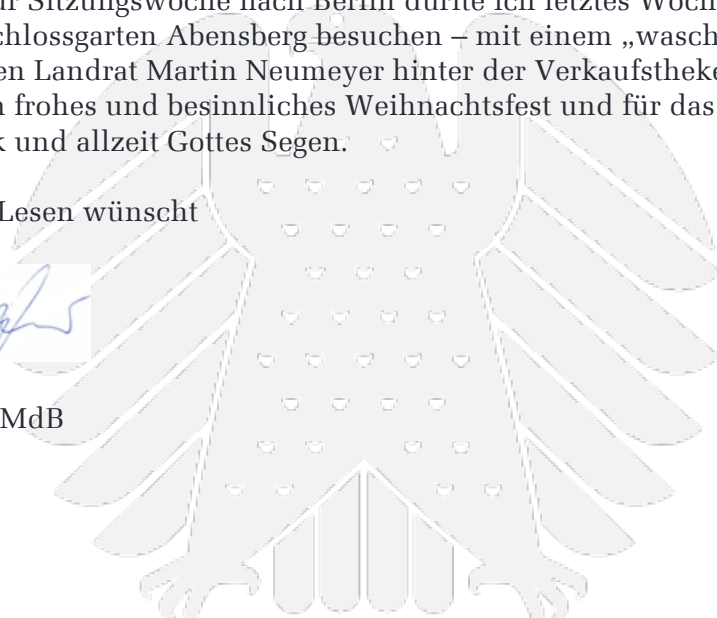 ur Sitzungswoche nach Berlin durfte ich letztes Woch
chlossgarten Abensberg besuchen – mit einem „wasch
en Landrat Martin Neumeyer hinter der Verkaufstheke
n frohes und besinnliches Weihnachtsfest und für das
k und allzeit Gottes Segen.
Lesen wünscht
MdB